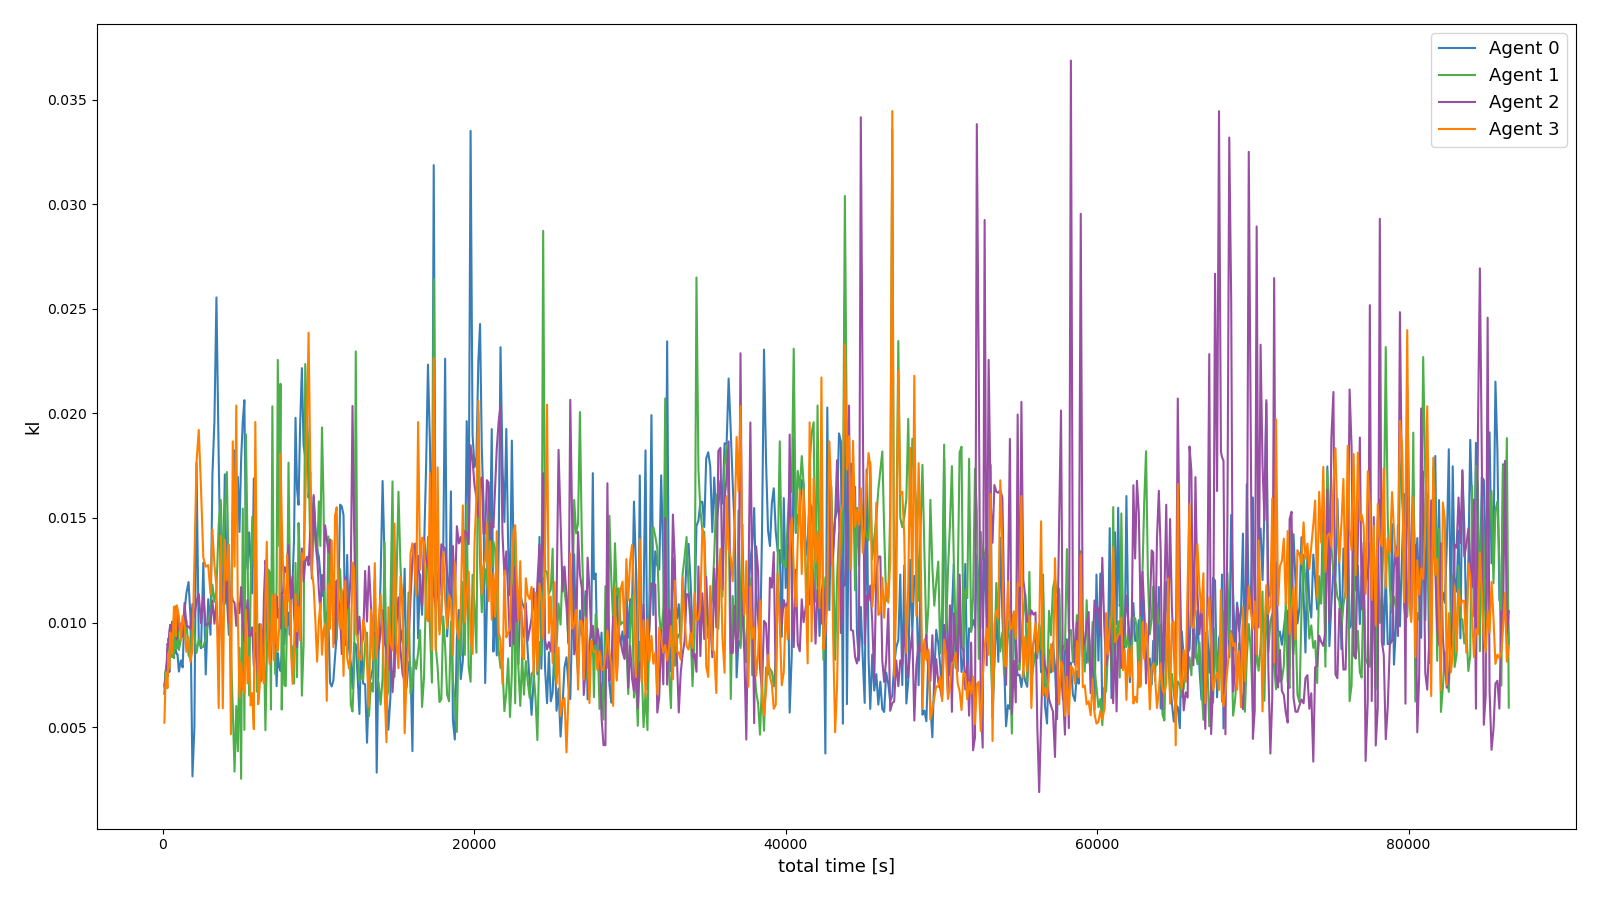 Agent 0
Agent 1
Agent 2
Agent 3
0.035
0.030
0.025
0.020
0.015
0.010
0.005
kl
0 20000 40000 60000 80000
total time [s]